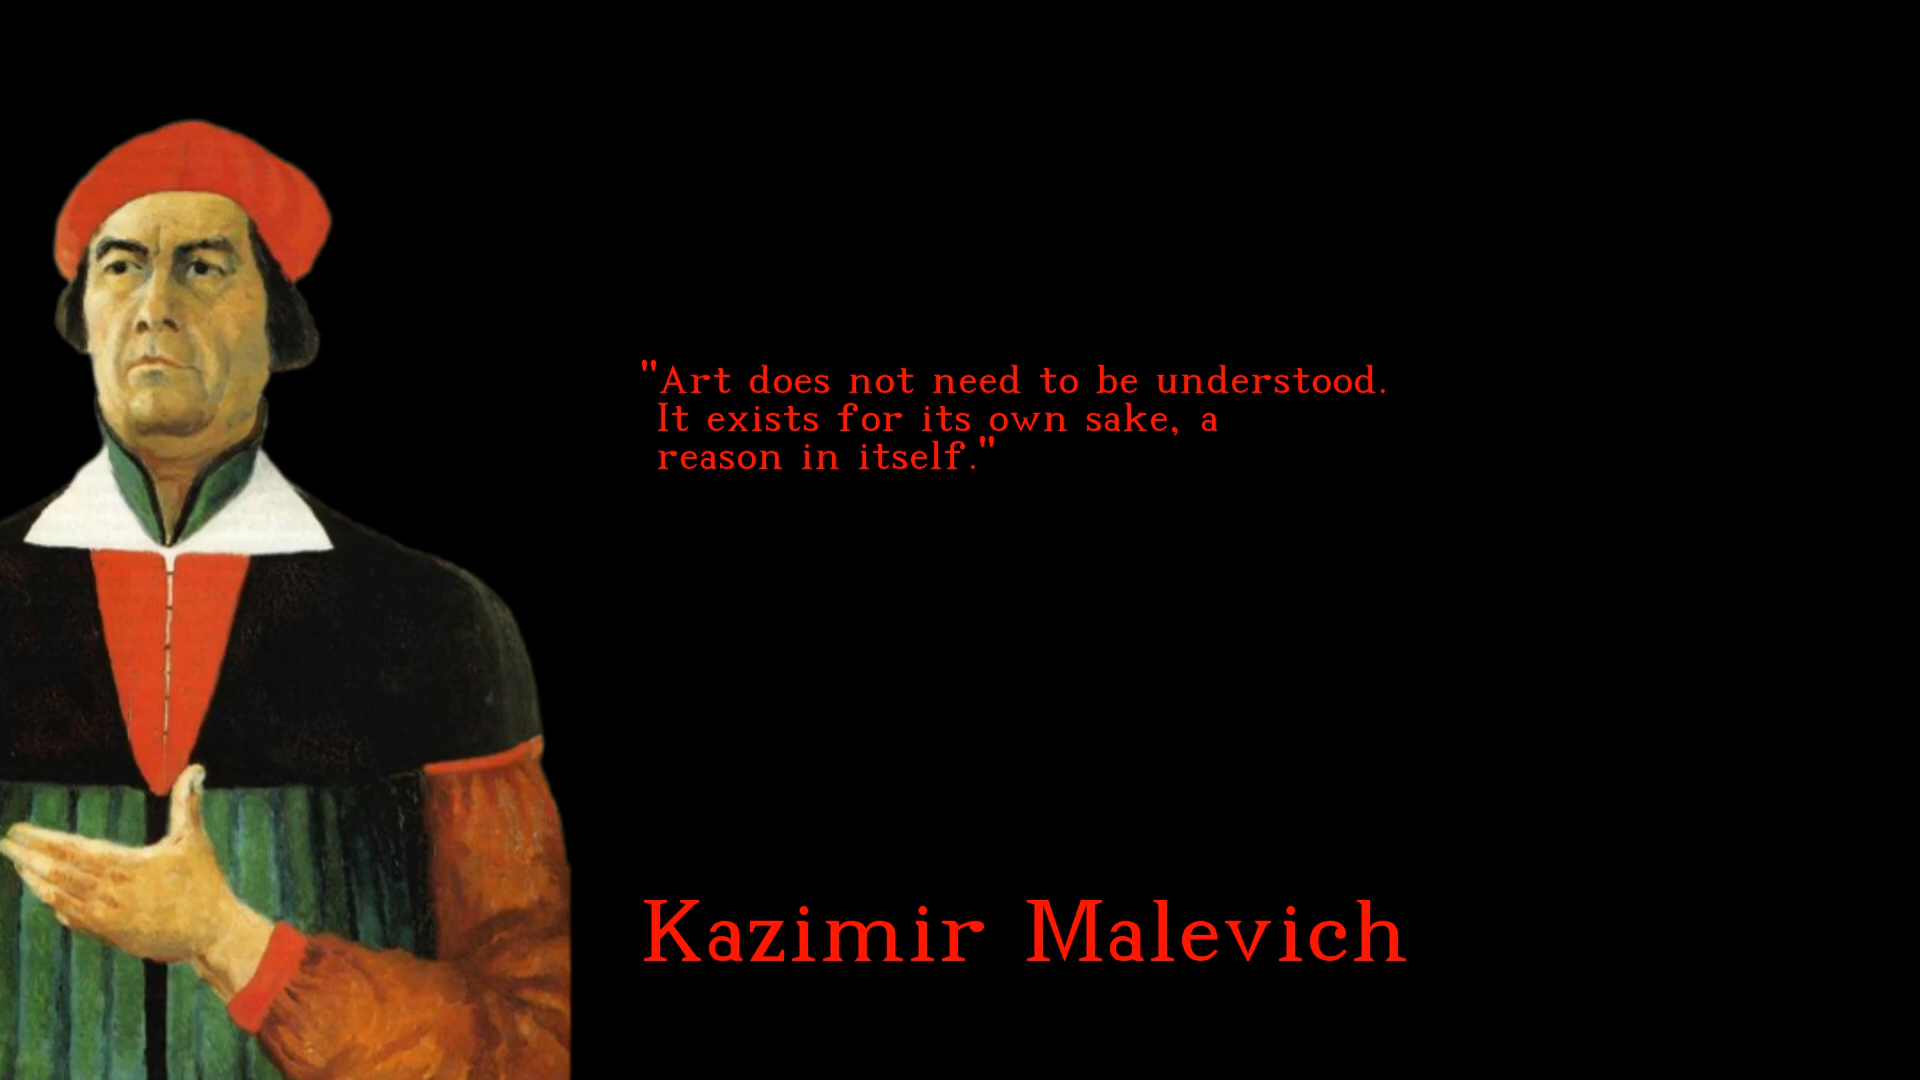 "Art does not need to be understood.
It exists for its own sake, a
reason in itself."
Kazimir Malevich